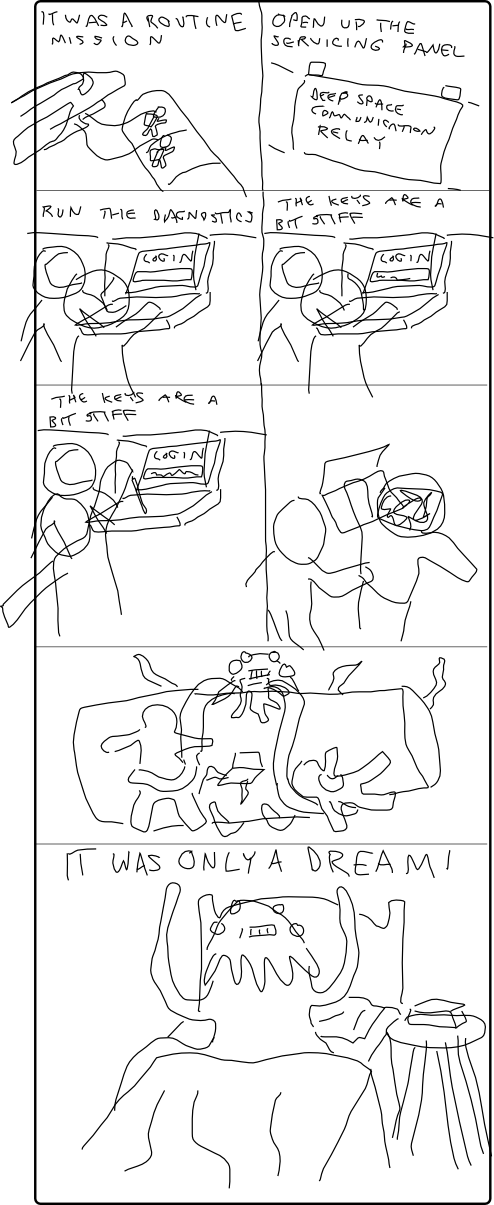 IT WAS A ROUTINE
MISSION
OPEN UP THE
SERVICING PANEL
DEEP SPACE
COMMUNICATION
RELAY
RUN THE DIAGNOSTICS
LOGIN
THE KEYS ARE A
BIT STIFF
LOGIN
THE KEYS ARE A
BIT STIFF
LOGIN
IT WAS ONLY A DREAM!